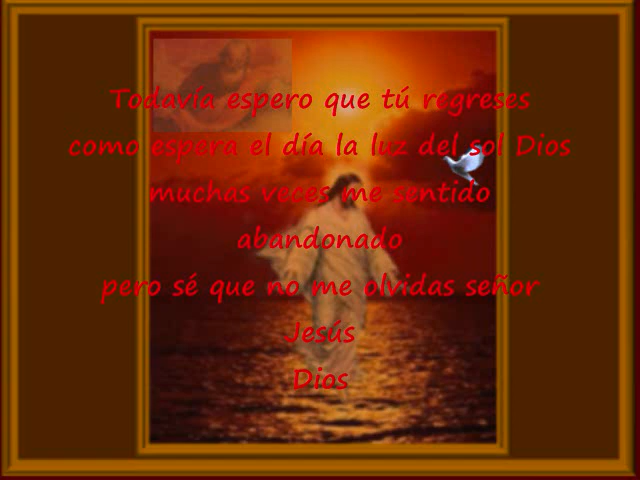 Todavía espero que tú regreses
como espera el día la luz del sol Dios
muchas veces me sentido
abandonado
pero sé que no me olvidas señor
Jesús
Dios